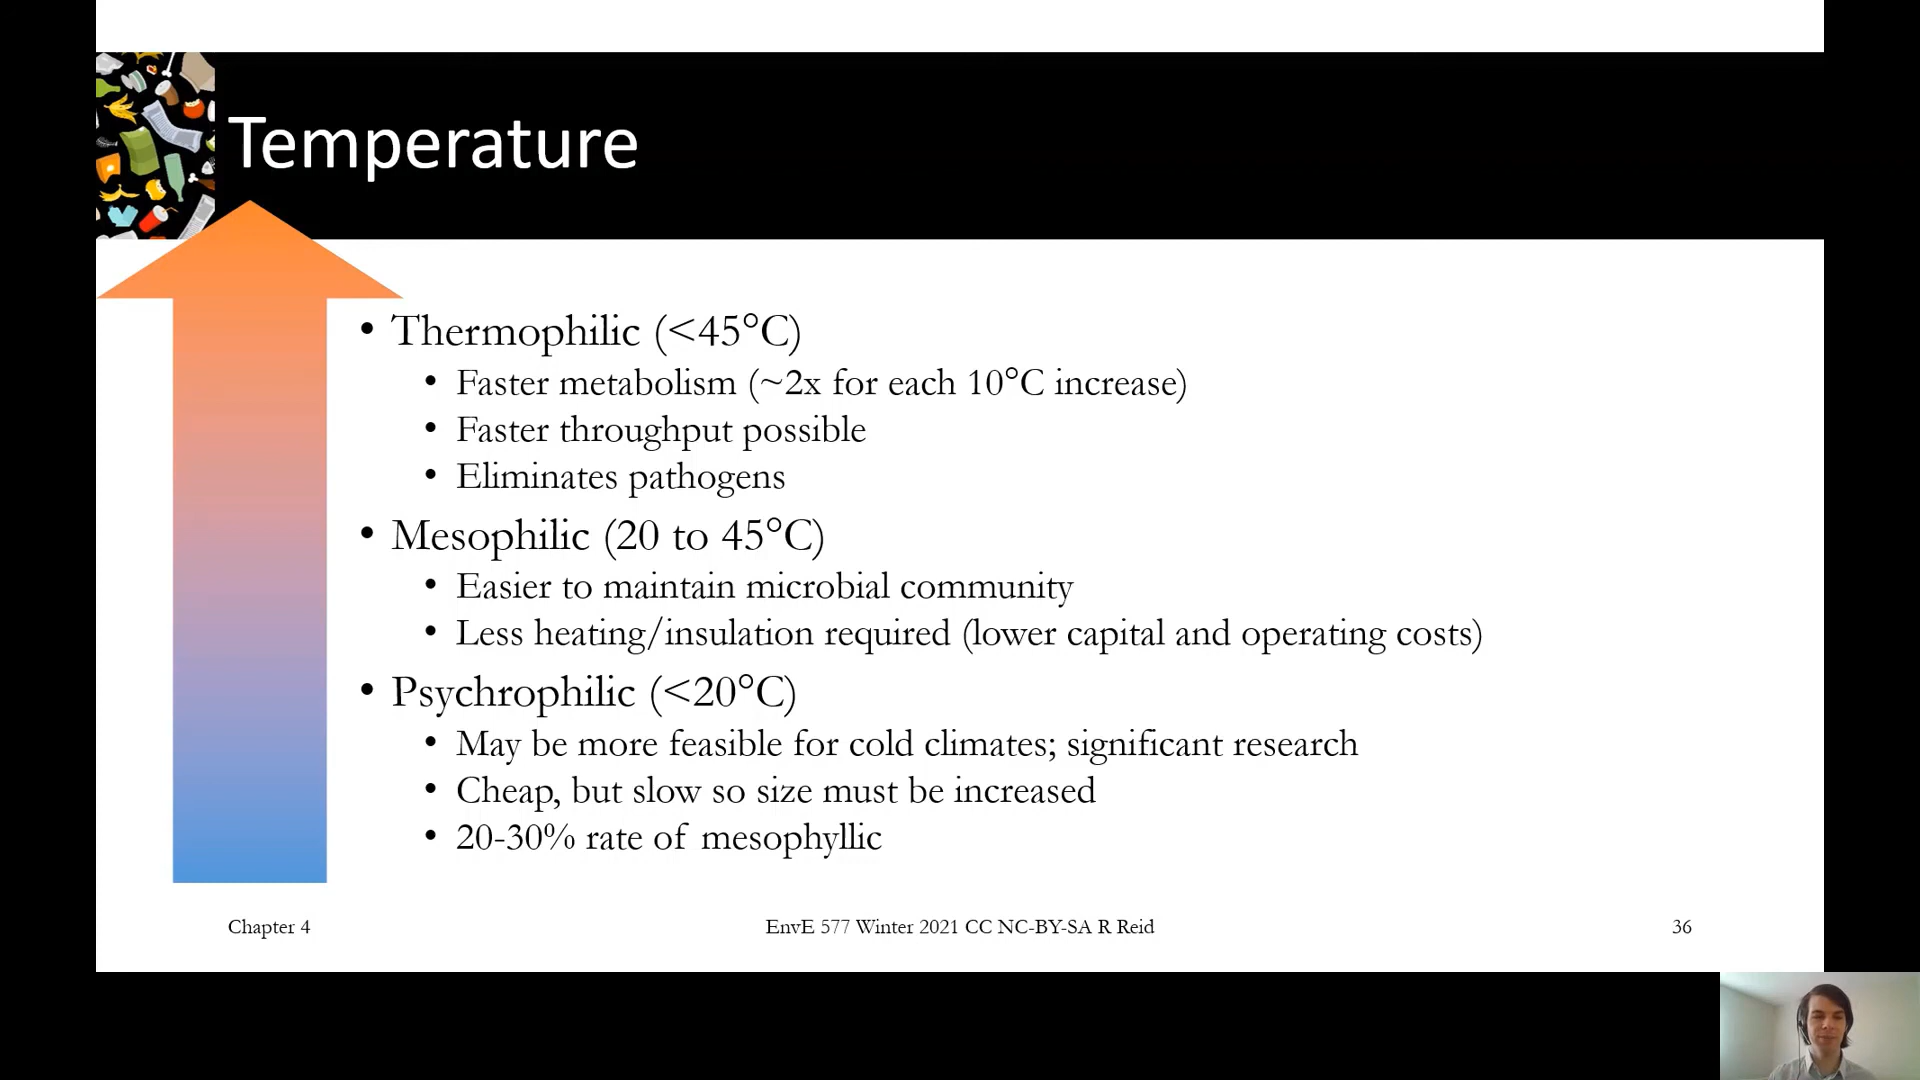 Temperature
• Thermophilic (<45°C)
• Faster metabolism (~2x for each 10°C increase)
• Faster throughput possible
• Eliminates pathogens
• Mesophilic (20 to 45°C)
• Easier to maintain microbial community
• Less heating/insulation required (lower capital and operating costs)
• Psychrophilic (<20°C)
• May be more feasible for cold climates; significant research
• Cheap, but slow so size must be increased
• 20-30% rate of mesophyllic
Chapter 4
EnvE 577 Winter 2021 CC NC-BY-SA R Reid
36